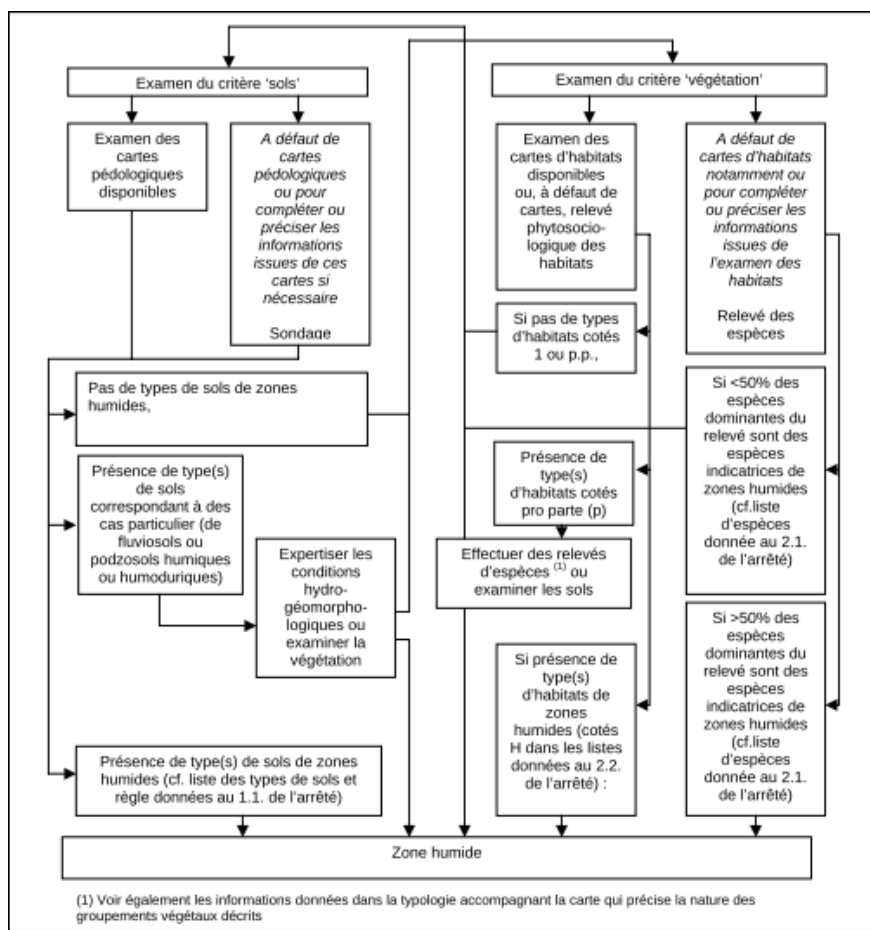 Examen du critère ‘sols’
Examen des
cartes
pédologiques
disponibles
A défaut de
cartes
pédologiques
ou pour
compléter ou
préciser les
informations
issues de ces
cartes si
nécessaire
Sondage
Pas de types de sols de zones
humides,
Présence de type(s)
de sols
correspondant à des
cas particulier (de
fluviosols ou
podzosols humiques
ou humoduriques)
Expertiser les
conditions
hydro-
géomorpho-
logiques ou
examiner la
végétation
Présence de type(s) de sols de zones
humides (cf. liste des types de sols et
règle données au 1.1. de l’arrêté)
Examen du critère ‘végétation’
Examen des
cartes d’habitats
disponibles
ou, à défaut de
cartes, relevé
phytosocio-
logique des
habitats
A défaut de
cartes d’habitats
notamment ou
pour compléter
ou préciser les
informations
issues de
l’examen des
habitats
Relevé des
espèces
Si pas de types
d’habitats cotés
1 ou p.p.,
Présence de
type(s)
d’habitats cotés
pro parte (p)
Effectuer des relevés
d’espèces (1) ou
examiner les sols
Si présence de
type(s)
d’habitats de
zones
humides (cotés
H dans les listes
données au 2.2.
de l’arrêté) :
Si <50% des
espèces
dominantes du
relevé sont des
espèces
indicatrices de
zones humides
(cf.liste
d’espèces
donnée au 2.1.
de l’arrêté)
Si >50% des
espèces
dominantes du
relevé sont des
espèces
indicatrices de
zones humides
(cf.liste
d’espèces
donnée au 2.1.
de l’arrêté)
Zone humide
(1) Voir également les informations données dans la typologie accompagnant la carte qui précise la nature des
groupements végétaux décrits